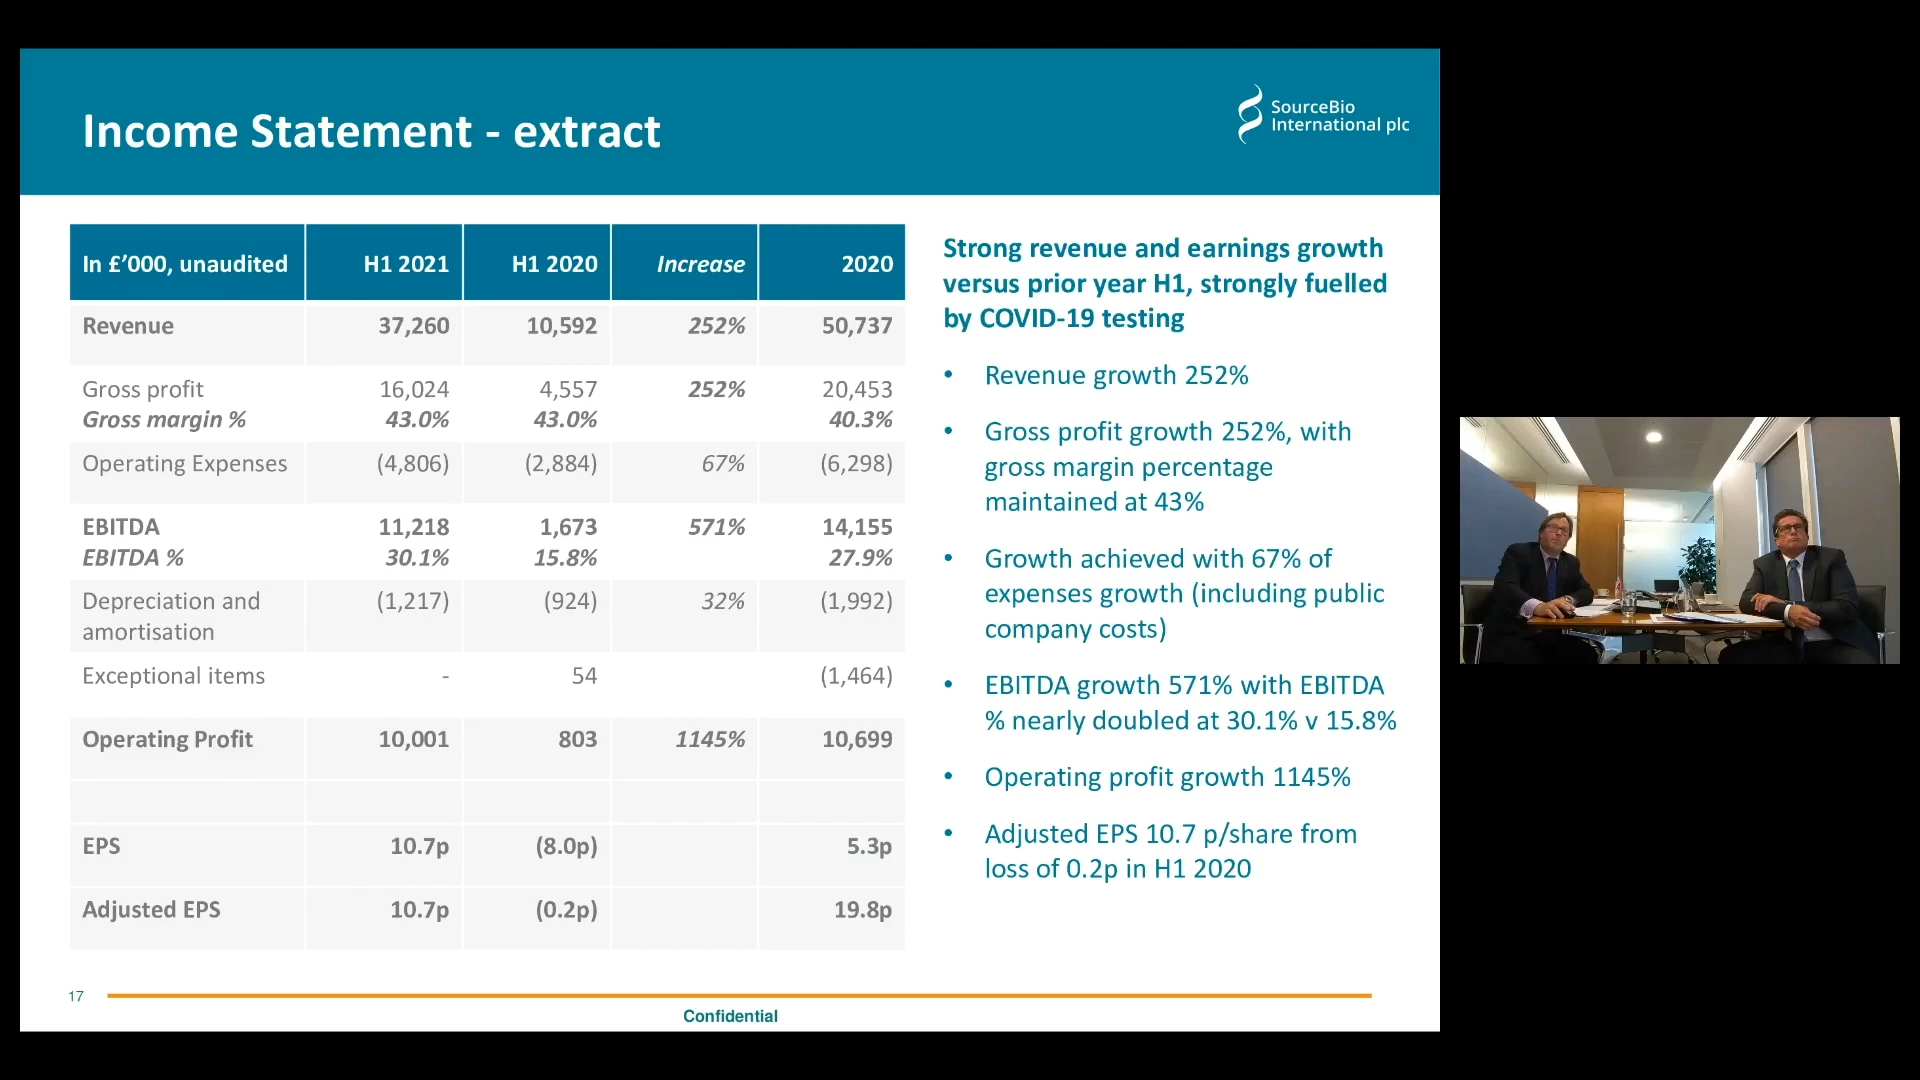 Income Statement - extract
SourceBio
International plc
In £’000, unaudited H1 2021 H1 2020 Increase 2020
Revenue 37,260 10,592 252% 50,737
Gross profit 16,024 4,557 252% 20,453
Gross margin % 43.0% 43.0% 40.3%
Operating Expenses (4,806) (2,884) 67% (6,298)
EBITDA 11,218 1,673 571% 14,155
EBITDA % 30.1% 15.8% 27.9%
Depreciation and (1,217) (924) 32% (1,992)
amortisation
Exceptional items - 54 (1,464)
Operating Profit 10,001 803 1145% 10,699
EPS 10.7p (8.0p) 5.3p
Adjusted EPS 10.7p (0.2p) 19.8p
Strong revenue and earnings growth
versus prior year H1, strongly fuelled
by COVID-19 testing
• Revenue growth 252%
• Gross profit growth 252%, with
gross margin percentage
maintained at 43%
• Growth achieved with 67% of
expenses growth (including public
company costs)
• EBITDA growth 571% with EBITDA
% nearly doubled at 30.1% v 15.8%
• Operating profit growth 1145%
• Adjusted EPS 10.7 p/share from
loss of 0.2p in H1 2020
17
Confidential